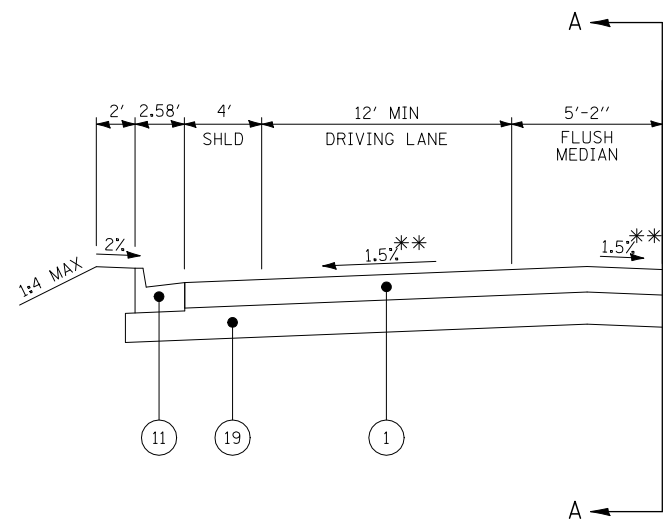 A
2' 2.58' 4' 12' MIN 5'-2''
SHLD DRIVING LANE FLUSH
MEDIAN
2% 1.5%** 1.5%**
1:4 MAX
11 19 1
A